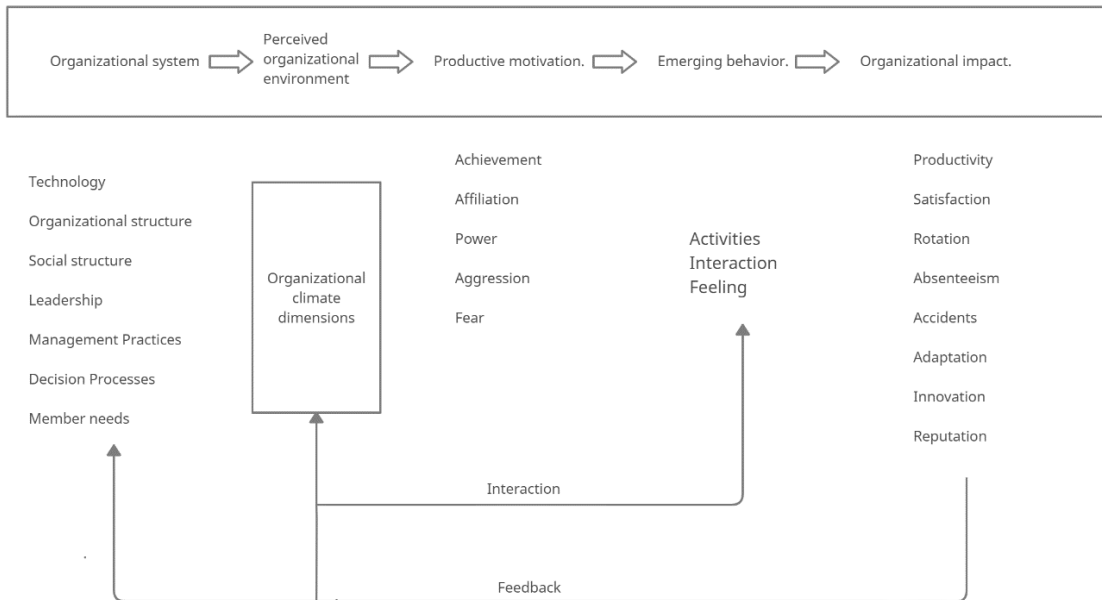 Organizational system
Perceived
organizational
environment
Productive motivation.
Emerging behavior.
Organizational impact.
Technology
Organizational structure
Social structure
Leadership
Management Practices
Decision Processes
Member needs
Organizational
climate
dimensions
Achievement
Affiliation
Power
Aggression
Fear
Activities
Interaction
Feeling
Productivity
Satisfaction
Rotation
Absenteeism
Accidents
Adaptation
Innovation
Reputation
Interaction
Feedback